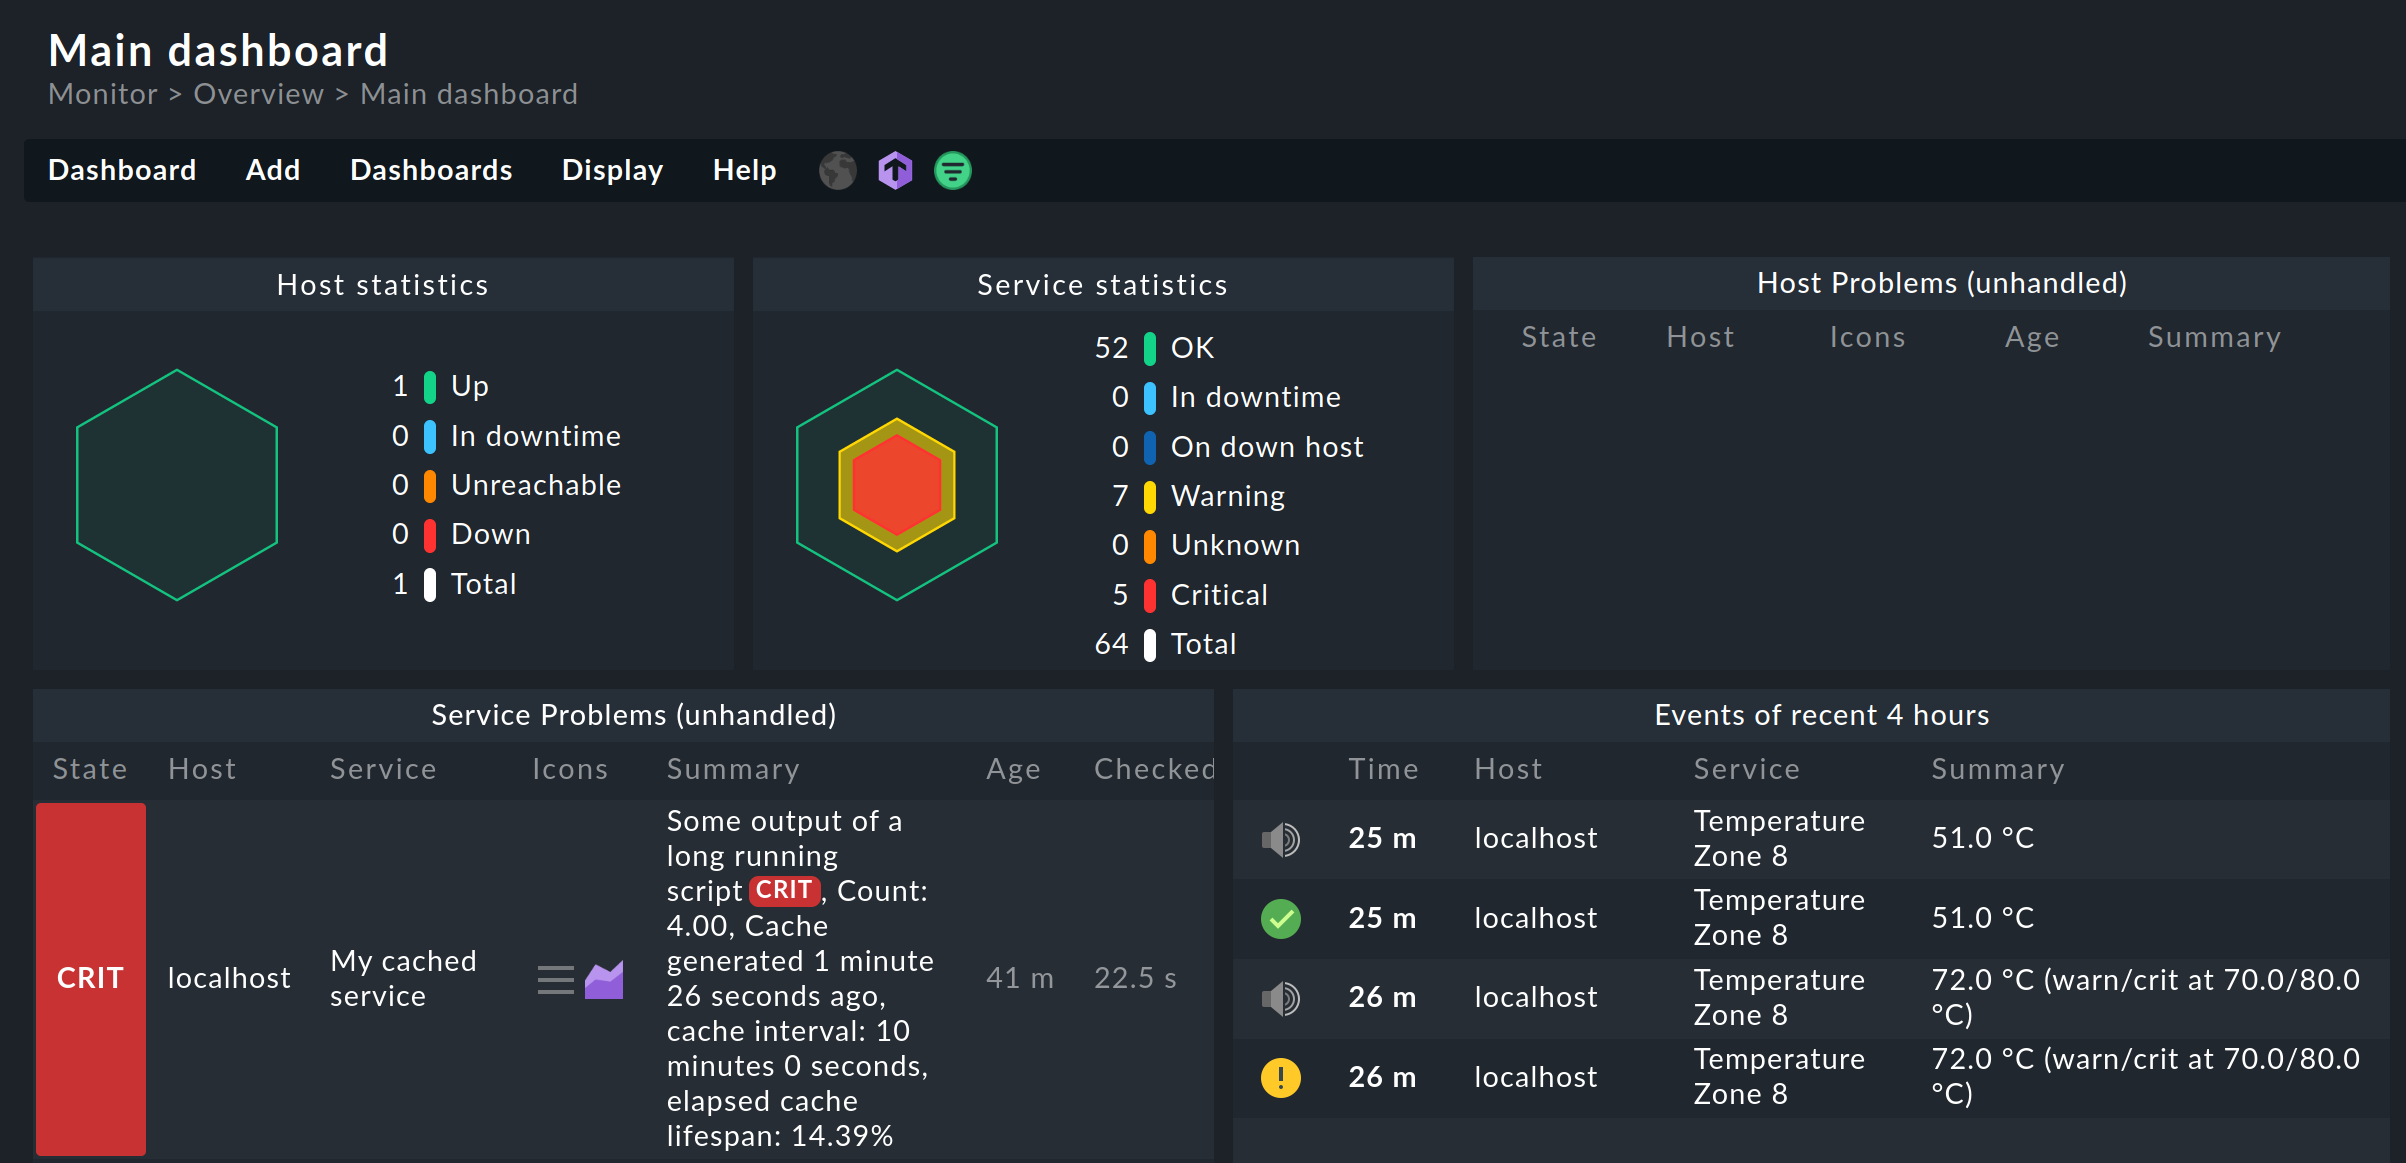 Main dashboard
Monitor > Overview > Main dashboard
Dashboard Add Dashboards Display Help
Host statistics
1 Up
0 In downtime
0 Unreachable
0 Down
1 Total
Service statistics
52 OK
0 In downtime
0 On down host
7 Warning
0 Unknown
5 Critical
64 Total
Host Problems (unhandled)
State Host Icons Age Summary
Service Problems (unhandled)
State Host Service Icons Summary Age Checked
CRIT localhost
My cached
service
Some output of a
long running
script CRIT, Count:
4.00, Cache
generated 1 minute
26 seconds ago,
cache interval: 10
minutes 0 seconds,
elapsed cache
lifespan: 14.39%
41 m 22.5 s
Events of recent 4 hours
Time Host Service Summary
25 m localhost
Temperature
Zone 8
51.0 °C
25 m localhost
Temperature
Zone 8
51.0 °C
26 m localhost
Temperature
Zone 8
72.0 °C (warn/crit at 70.0/80.0
°C)
26 m localhost
Temperature
Zone 8
72.0 °C (warn/crit at 70.0/80.0
°C)